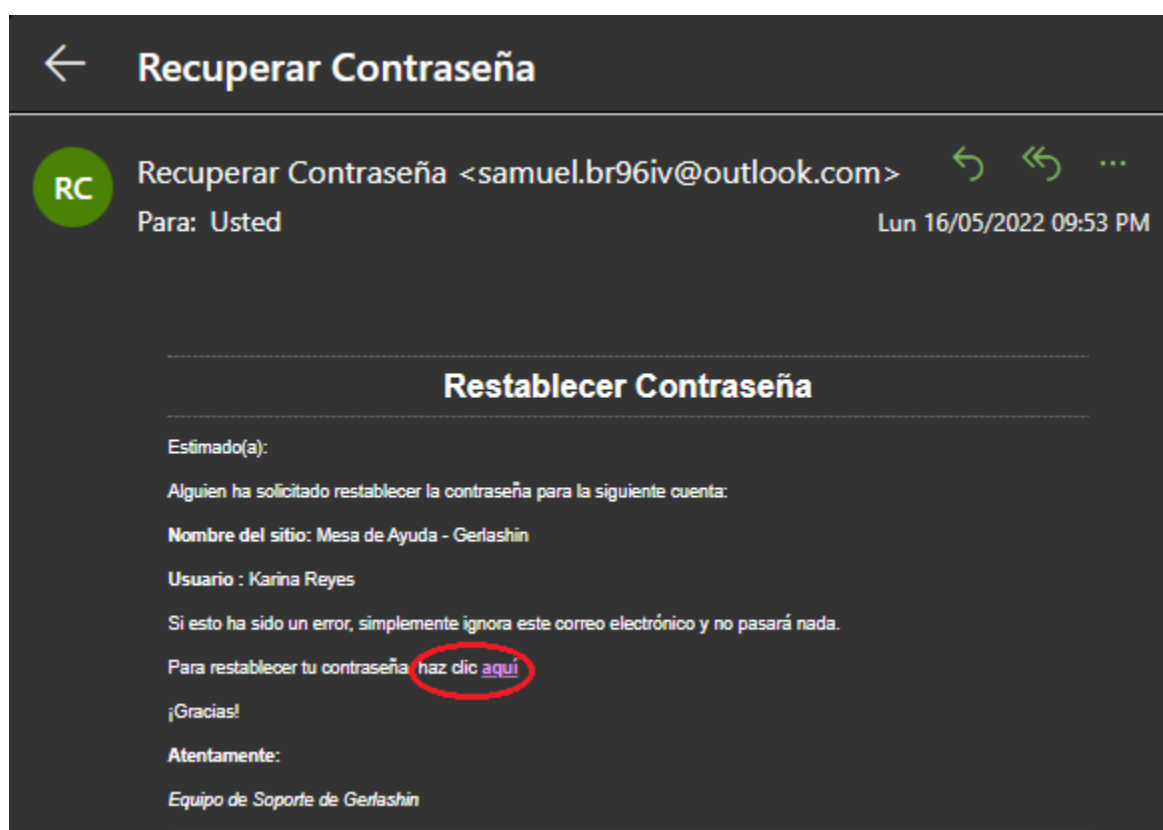 Recuperar Contraseña
RC
Recuperar Contraseña <samuel.br96iv@outlook.com>
Para: Usted
Lun 16/05/2022 09:53 PM
Restablecer Contraseña
Estimado(a):
Alguien ha solicitado restablecer la contraseña para la siguiente cuenta:
Nombre del sitio: Mesa de Ayuda - Gerlashin
Usuario : Karina Reyes
Si esto ha sido un error, simplemente ignora este correo electrónico y no pasará nada.
Para restablecer tu contraseña haz clic aquí
¡Gracias!
Atentamente:
Equipo de Soporte de Gerlashin